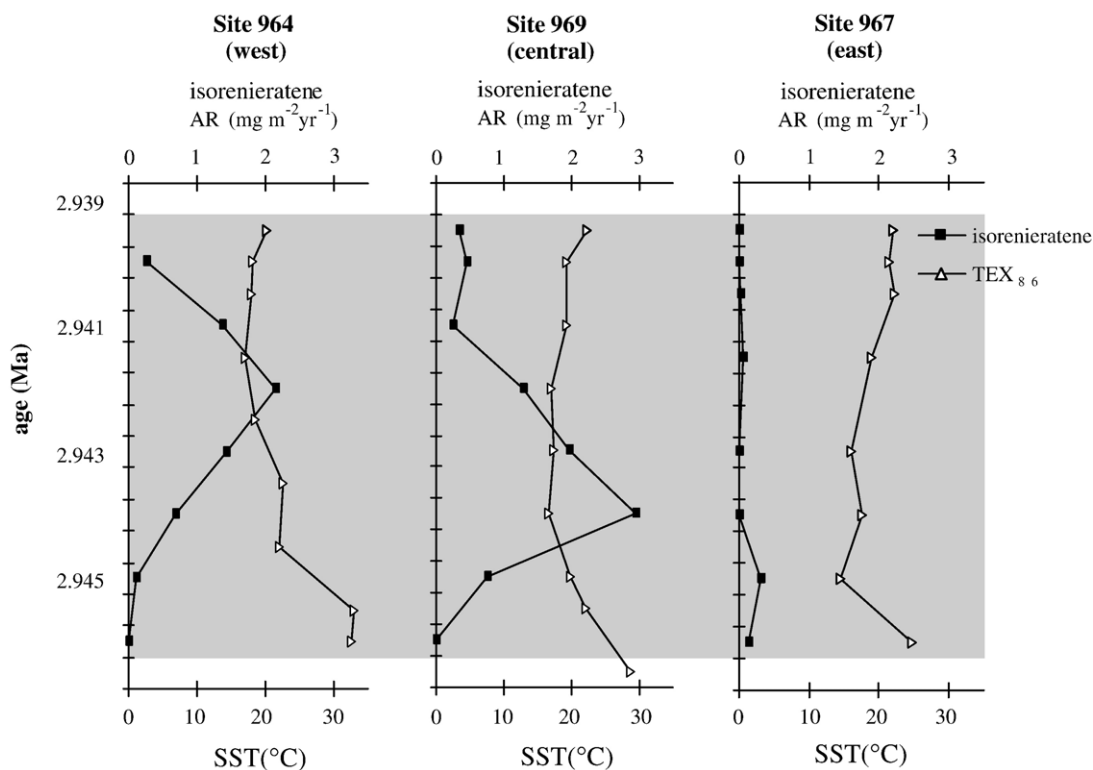 Site 964
(west)
Site 969
(central)
Site 967
(east)
isorenieratene
AR (mg m⁻²yr⁻¹)
isorenieratene
AR (mg m⁻²yr⁻¹)
isorenieratene
AR (mg m⁻²yr⁻¹)
0 1 2 3
0 1 2 3
0 1 2 3
2.939
2.941
2.943
2.945
age (Ma)
isorenieratene
TEX₈₆
0 10 20 30
0 10 20 30
0 10 20 30
SST(°C)
SST(°C)
SST(°C)